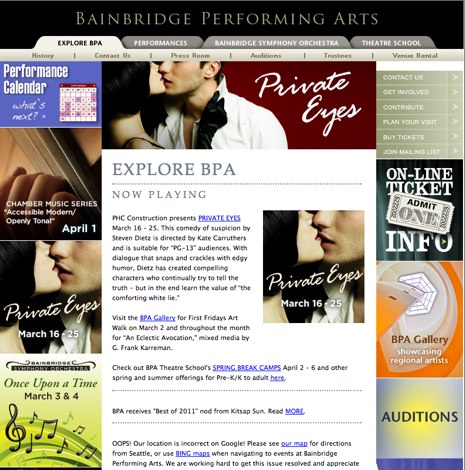 BAINBRIDGE PERFORMING ARTS
EXPLORE BPA
PERFORMANCES
BAINBRIDGE SYMPHONY ORCHESTRA
THEATRE SCHOOL
History | Contact Us | Press Room | Auditions | Trustees | Venue Rental
Performance
Calendar
what's
next? >
CHAMBER MUSIC SERIES
"Accessible Modern/
Openly Tonal"
April 1
Private Eyes
March 16 - 25
BAINBRIDGE
SYMPHONY ORCHESTRA
Once Upon a Time
March 3 & 4
Private
Eyes
EXPLORE BPA
NOW PLAYING
PHC Construction presents PRIVATE EYES
March 16 - 25. This comedy of suspicion by
Steven Dietz is directed by Kate Carruthers
and is suitable for "PG-13" audiences. With
dialogue that snaps and crackles with edgy
humor, Dietz has created compelling
characters who continually try to tell the
truth - but in the end learn the value of "the
comforting white lie."
Private Eyes
March 16 - 25
Visit the BPA Gallery for First Fridays Art
Walk on March 2 and throughout the month
for "An Eclectic Avocation," mixed media by
G. Frank Karreman.
Check out BPA Theatre School's SPRING BREAK CAMPS April 2 - 6 and other
spring and summer offerings for Pre-K/K to adult here.
BPA receives "Best of 2011" nod from Kitsap Sun. Read MORE.
OOPS! Our location is incorrect on Google! Please see our map for directions
from Seattle, or use BING maps when navigating to events at Bainbridge
Performing Arts. We are working hard to get this issue resolved and appreciate
CONTACT US
GET INVOLVED
CONTRIBUTE
PLAN YOUR VISIT
BUY TICKETS
JOIN MAILING LIST
ON-LINE
TICKET
ADMIT
ONE
INFO
BPA Gallery
showcasing
regional artists
AUDITIONS